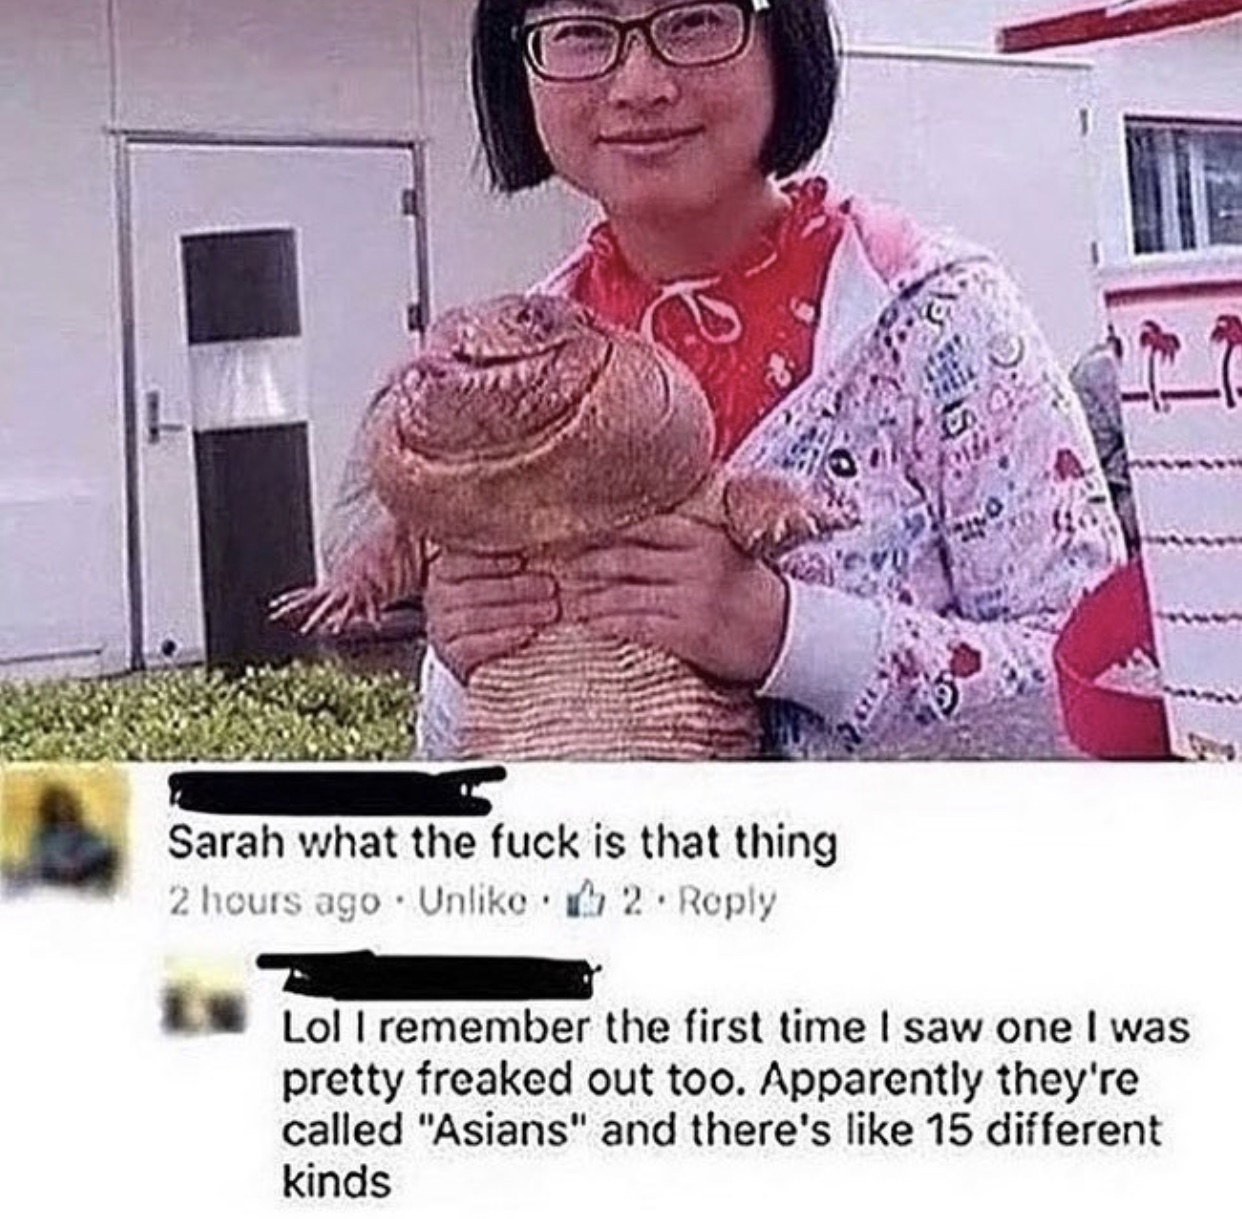 Sarah what the fuck is that thing
2 hours ago · Unlike · 2 · Reply
Lol I remember the first time I saw one I was
pretty freaked out too. Apparently they're
called "Asians" and there's like 15 different
kinds